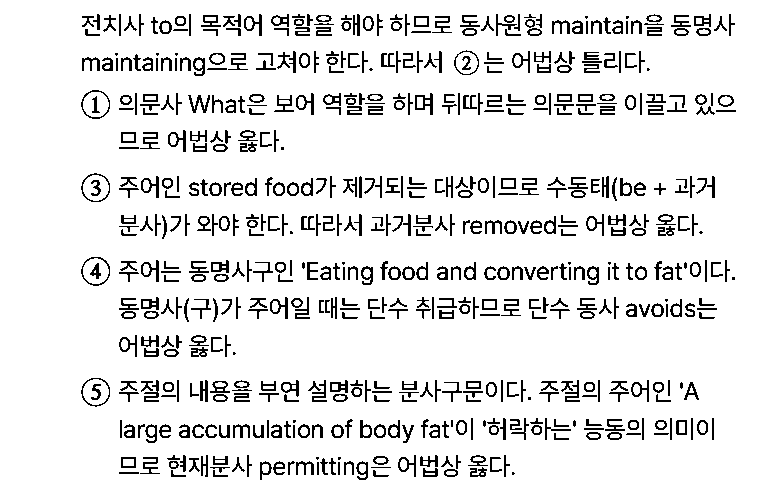 전치사 to의 목적어 역할을 해야 하므로 동사원형 maintain을 동명사
maintaining으로 고쳐야 한다. 따라서 ②는 어법상 틀리다.
① 의문사 What은 보어 역할을 하며 뒤따르는 의문문을 이끌고 있으
므로 어법상 옳다.
③ 주어인 stored food가 제거되는 대상이므로 수동태(be + 과거
분사)가 와야 한다. 따라서 과거분사 removed는 어법상 옳다.
④ 주어는 동명사구인 'Eating food and converting it to fat'이다.
동명사(구)가 주어일 때는 단수 취급하므로 단수 동사 avoids는
어법상 옳다.
⑤ 주절의 내용을 부연 설명하는 분사구문이다. 주절의 주어인 'A
large accumulation of body fat'이 '허락하는' 능동의 의미이
므로 현재분사 permitting은 어법상 옳다.